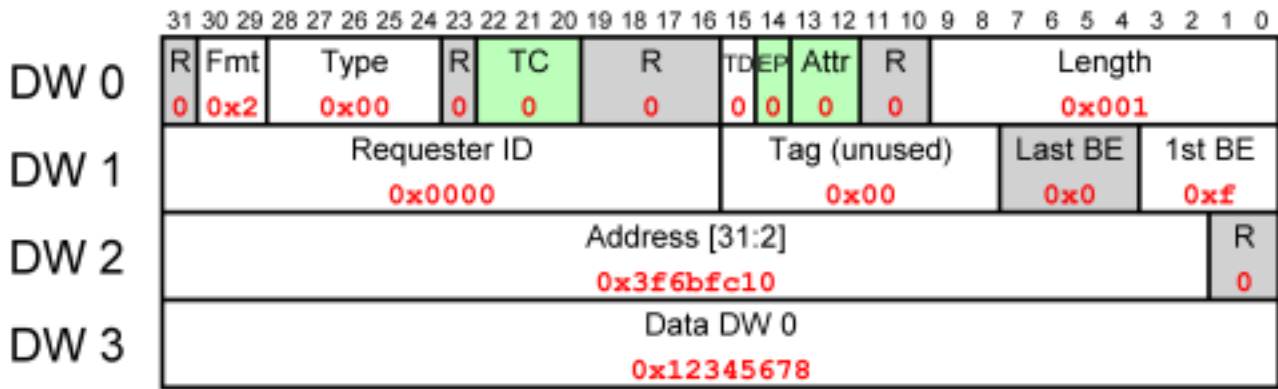 31 30 29 28 27 26 25 24 23 22 21 20 19 18 17 16 15 14 13 12 11 10 9 8 7 6 5 4 3 2 1 0
DW 0 R Fmt Type R TC R TD EP Attr R Length
0 0x2 0x00 0 0 0 0 0 0 0 0x001
DW 1 Requester ID Tag (unused) Last BE 1st BE
0x0000 0x00 0x0 0xf
DW 2 Address [31:2] R
0x3f6bfc10 0
DW 3 Data DW 0
0x12345678